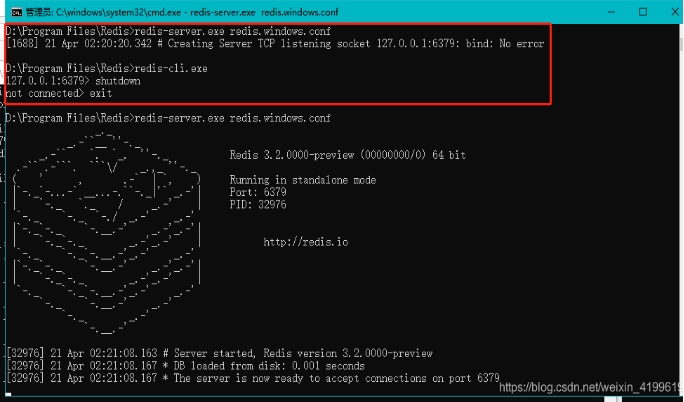 管理员: C:\windows\system32\cmd.exe - redis-server.exe redis.windows.conf
D:\Program Files\Redis>redis-server.exe redis.windows.conf
[1688] 21 Apr 02:20:20.342 # Creating Server TCP listening socket 127.0.0.1:6379: bind: No error
D:\Program Files\Redis>redis-cli.exe
127.0.0.1:6379> shutdown
not connected> exit
D:\Program Files\Redis>redis-server.exe redis.windows.conf
Redis 3.2.0000-preview (00000000/0) 64 bit
Running in standalone mode
Port: 6379
PID: 32976
http://redis.io
[32976] 21 Apr 02:21:08.163 # Server started, Redis version 3.2.0000-preview
[32976] 21 Apr 02:21:08.167 * DB loaded from disk: 0.001 seconds
[32976] 21 Apr 02:21:08.167 * The server is now ready to accept connections on port 6379
https://blog.csdn.net/weixin_4199619